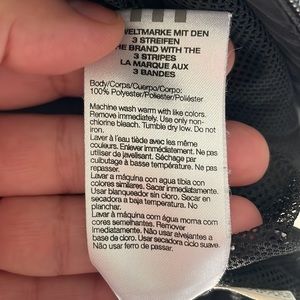 WELTMARKE MIT DEN
3 STREIFEN
THE BRAND WITH THE
3 STRIPES
LA MARQUE AUX
3 BANDES
Body/Corps/Cuerpo/Corpo:
100% Polyester/Poliester/Poliéster
Machine wash warm with like colors.
Remove immediately. Use only non-
chlorine bleach. Tumble dry low. Do not
iron.
Laver à l'eau tiède avec les mêmes
couleurs. Enlever immédiatement. Ne pas
utiliser de javelisant. Séchage par
culbutage à basse température. Ne pas
repasser.
Lavar a maquina con agua tibia con
colores similares. Sacar inmediatamente.
Usar blanqueador sin cloro. Secar en
secadora a baja temperatura. No
planchar.
Lavar à máquina com água morna com
cores semelhantes. Remover
imediatamente. Não usar alvejante a
base de cloro. Usar secadora ciclo suave.
Não usar ferro de passar.